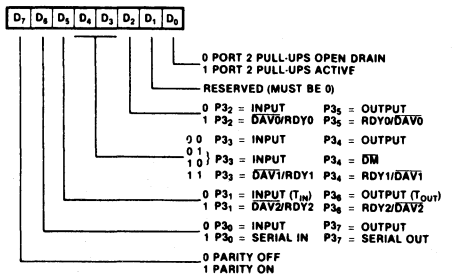 D7 D6 D5 D4 D3 D2 D1 D0
0 PORT 2 PULL-UPS OPEN DRAIN
1 PORT 2 PULL-UPS ACTIVE
RESERVED (MUST BE 0)
0 P32 = INPUT P35 = OUTPUT
1 P32 = DAV0/RDY0 P35 = RDY0/DAV0
0 0 P33 = INPUT P34 = OUTPUT
0 1
1 0 } P33 = INPUT P34 = DM
1 1 P33 = DAV1/RDY1 P34 = RDY1/DAV1
0 P31 = INPUT (TIN) P36 = OUTPUT (TOUT)
1 P31 = DAV2/RDY2 P36 = RDY2/DAV2
0 P30 = INPUT P37 = OUTPUT
1 P30 = SERIAL IN P37 = SERIAL OUT
0 PARITY OFF
1 PARITY ON